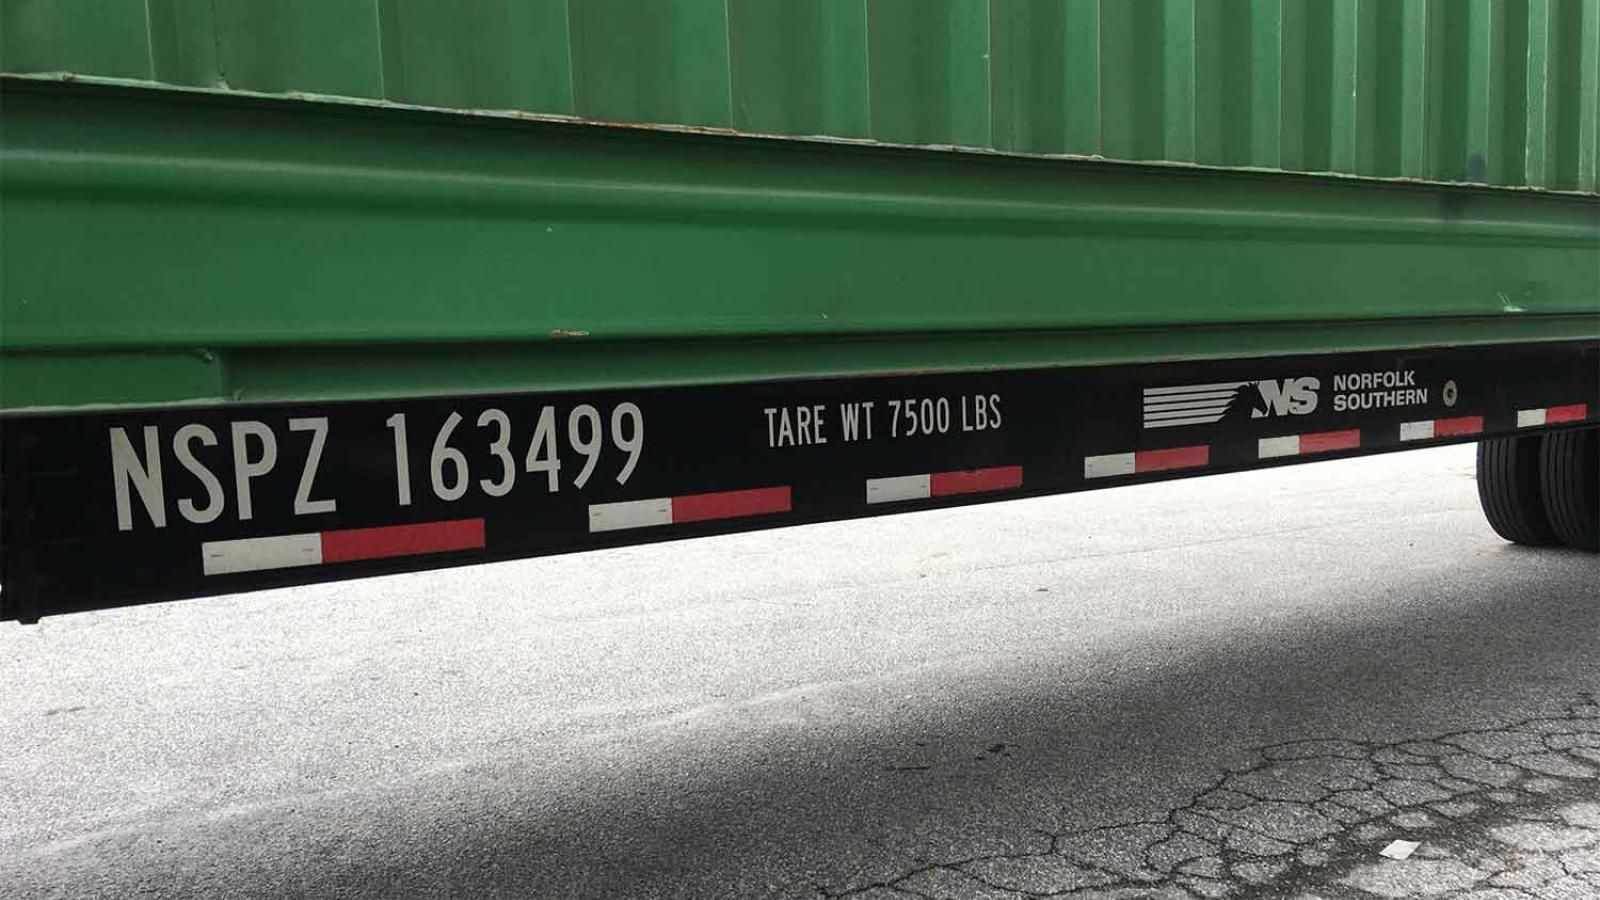 NSPZ 163499
TARE WT 7500 LBS
NS
NORFOLK
SOUTHERN